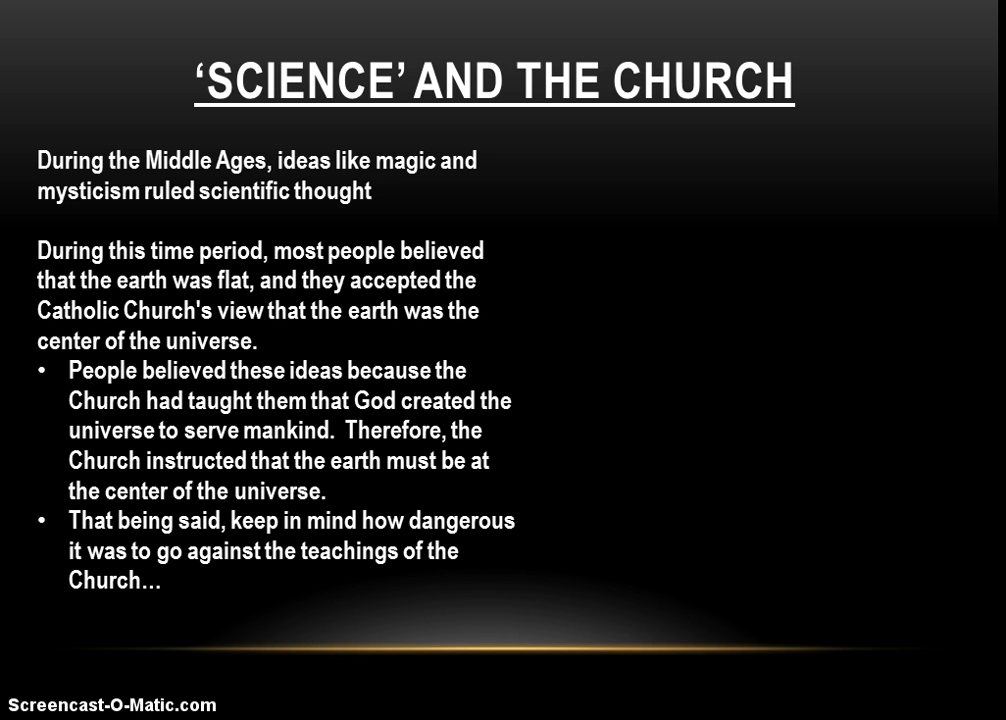 ‘SCIENCE’ AND THE CHURCH
During the Middle Ages, ideas like magic and
mysticism ruled scientific thought
During this time period, most people believed
that the earth was flat, and they accepted the
Catholic Church's view that the earth was the
center of the universe.
• People believed these ideas because the
Church had taught them that God created the
universe to serve mankind.  Therefore, the
Church instructed that the earth must be at
the center of the universe.
• That being said, keep in mind how dangerous
it was to go against the teachings of the
Church…
Screencast-O-Matic.com